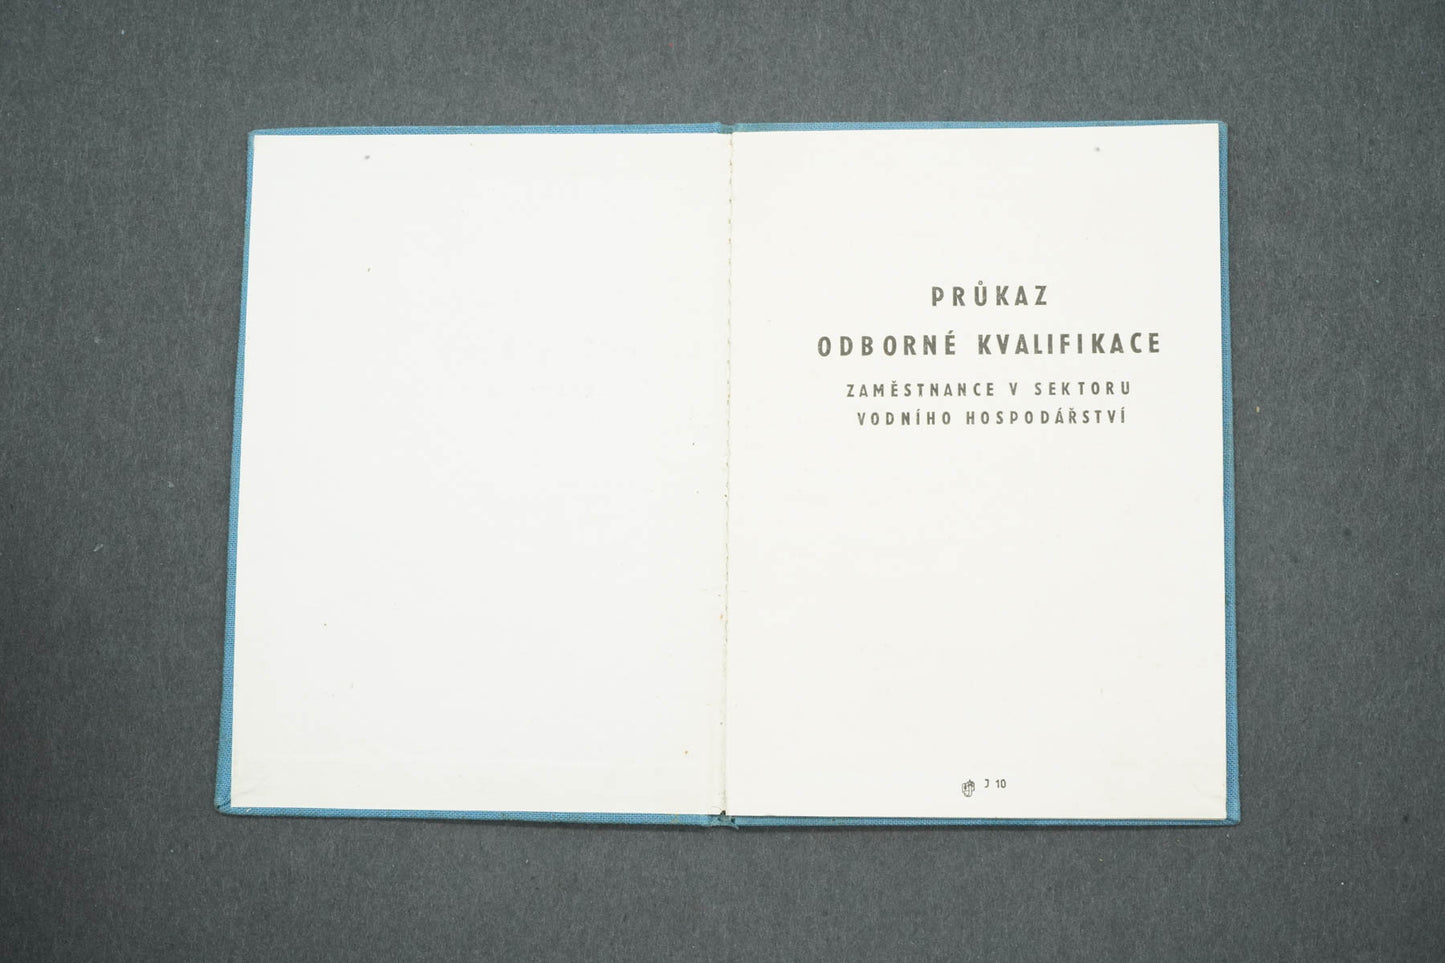 PRŮKAZ
ODBORNÉ KVALIFIKACE
ZAMĚSTNANCE V SEKTORU
VODNÍHO HOSPODÁŘSTVÍ
J 10